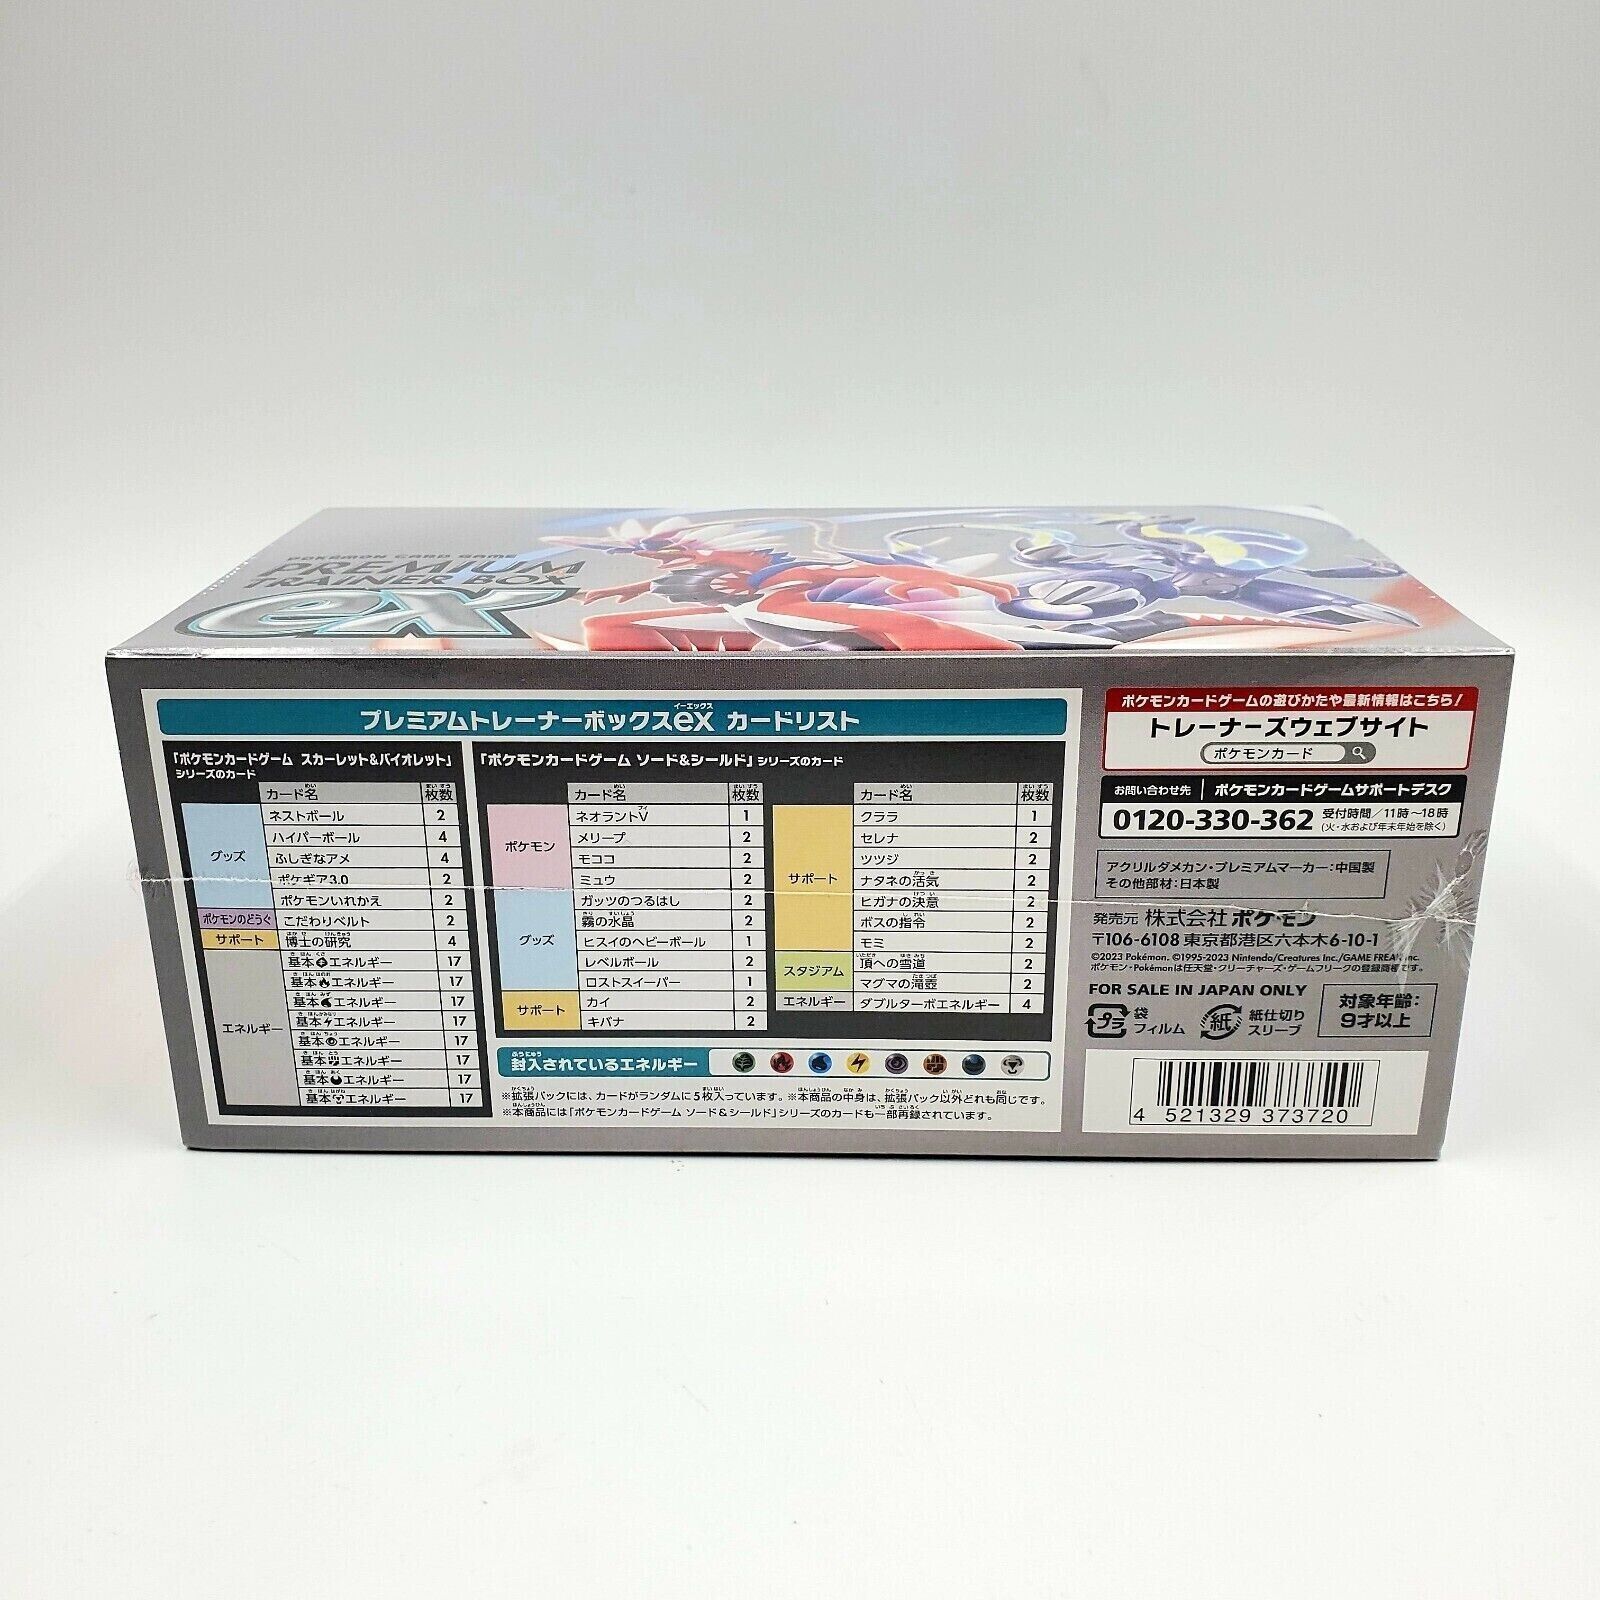 POKÉMON CARD GAME
PREMIUM
TRAINER BOX
ex
イーエックス
プレミアムトレーナーボックスex カードリスト
「ポケモンカードゲーム スカーレット&バイオレット」
シリーズのカード
カード名 枚数
グッズ
ネストボール 2
ハイパーボール 4
ふしぎなアメ 4
ポケギア3.0 2
ポケモンいれかえ 2
ポケモンのどうぐ こだわりベルト 2
サポート 博士の研究 4
エネルギー
基本エネルギー 17
基本エネルギー 17
基本エネルギー 17
基本エネルギー 17
基本エネルギー 17
基本エネルギー 17
基本エネルギー 17
基本エネルギー 17
「ポケモンカードゲーム ソード&シールド」シリーズのカード
カード名 枚数
ポケモン
ネオラントV 1
メリープ 2
モココ 2
ミュウ 2
グッズ
ガッツのつるはし 2
霧の水晶 2
ヒスイのヘビーボール 1
レベルボール 2
ロストスイーパー 1
サポート
カイ 2
キバナ 2
カード名 枚数
サポート
クララ 1
セレナ 2
ツツジ 2
ナタネの活気 2
ヒガナの決意 2
ボスの指令 2
モミ 2
スタジアム
頂への雪道 2
マグマの滝壺 2
エネルギー ダブルターボエネルギー 4
封入されているエネルギー
※拡張パックには、カードがランダムに5枚入っています。※本商品の中身は、拡張パック以外どれも同じです。
※本商品には「ポケモンカードゲーム ソード&シールド」シリーズのカードも一部再録されています。
ポケモンカードゲームの遊びかたや最新情報はこちら!
トレーナーズウェブサイト
ポケモンカード
お問い合わせ先 ポケモンカードゲームサポートデスク
0120-330-362 受付時間/11時～18時
(火・水および年末年始を除く)
アクリルダメカン・プレミアムマーカー:中国製
その他部材:日本製
発売元 株式会社 ポケモン
〒106-6108 東京都港区六本木6-10-1
©2023 Pokémon. ©1995-2023 Nintendo/Creatures Inc./GAME FREAK inc.
ポケモン・Pokémonは任天堂・クリーチャーズ・ゲームフリークの登録商標です。
FOR SALE IN JAPAN ONLY
プラ 袋
フィルム
紙 紙仕切り
スリーブ
対象年齢:
9才以上
4 521329 373720